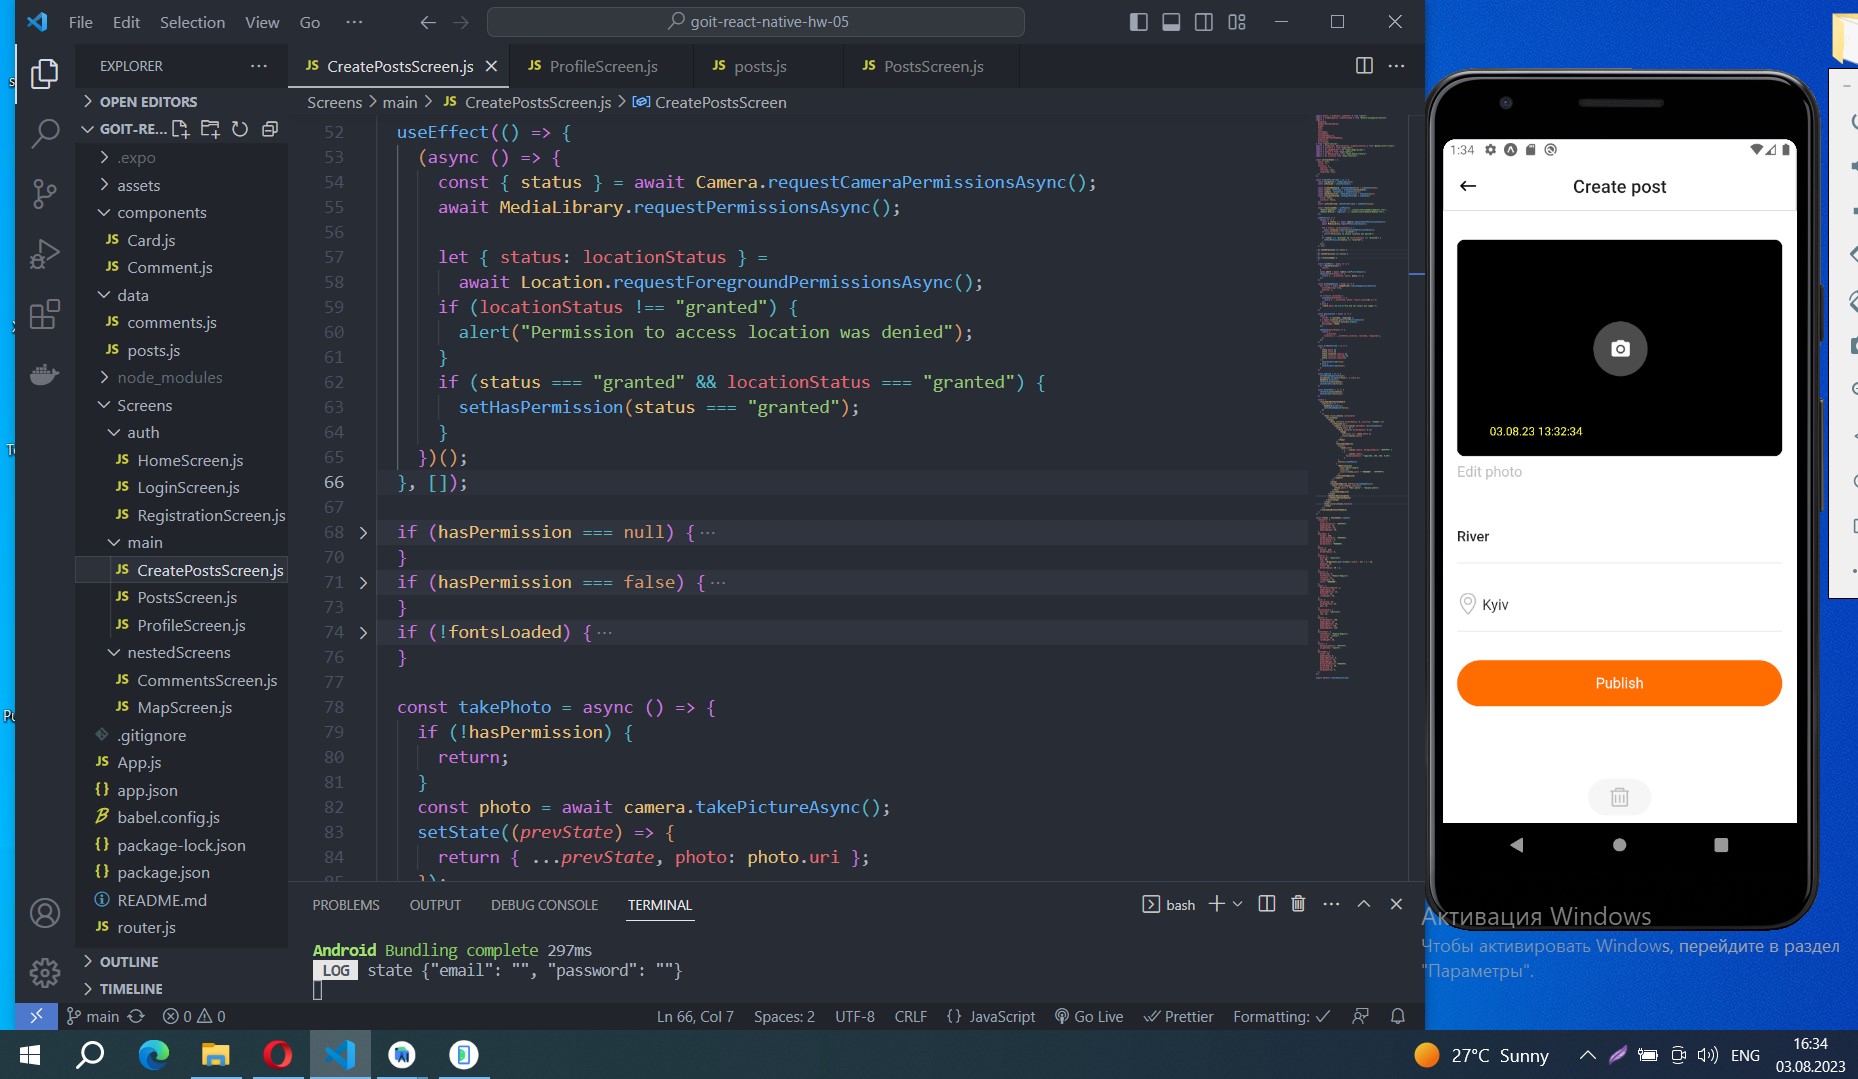 File Edit Selection View Go ··· goit-react-native-hw-05
EXPLORER ···
OPEN EDITORS
GOIT-RE...
.expo
assets
components
JS Card.js
JS Comment.js
data
JS comments.js
JS posts.js
node_modules
Screens
auth
JS HomeScreen.js
JS LoginScreen.js
JS RegistrationScreen.js
main
JS CreatePostsScreen.js
JS PostsScreen.js
JS ProfileScreen.js
nestedScreens
JS CommentsScreen.js
JS MapScreen.js
.gitignore
JS App.js
{} app.json
babel.config.js
{} package-lock.json
{} package.json
README.md
JS router.js
OUTLINE
TIMELINE
JS CreatePostsScreen.js JS ProfileScreen.js JS posts.js JS PostsScreen.js
Screens > main > JS CreatePostsScreen.js > CreatePostsScreen
52 useEffect(() => {
53 (async () => {
54 const { status } = await Camera.requestCameraPermissionsAsync();
55 await MediaLibrary.requestPermissionsAsync();
56
57 let { status: locationStatus } =
58 await Location.requestForegroundPermissionsAsync();
59 if (locationStatus !== "granted") {
60 alert("Permission to access location was denied");
61 }
62 if (status === "granted" && locationStatus === "granted") {
63 setHasPermission(status === "granted");
64 }
65 })();
66 }, []);
67
68 if (hasPermission === null) { ···
70 }
71 if (hasPermission === false) { ···
73 }
74 if (!fontsLoaded) { ···
76 }
77
78 const takePhoto = async () => {
79 if (!hasPermission) {
80 return;
81 }
82 const photo = await camera.takePictureAsync();
83 setState((prevState) => {
84 return { ...prevState, photo: photo.uri };
85 });
PROBLEMS OUTPUT DEBUG CONSOLE TERMINAL bash
Android Bundling complete 297ms
LOG state {"email": "", "password": ""}
main 0 0 Ln 66, Col 7 Spaces: 2 UTF-8 CRLF {} JavaScript Go Live Prettier Formatting: ✓
1:34
Create post
03.08.23 13:32:34
Edit photo
River
Kyiv
Publish
Активация Windows
Чтобы активировать Windows, перейдите в раздел
"Параметры".
27°C Sunny ENG 16:34
03.08.2023